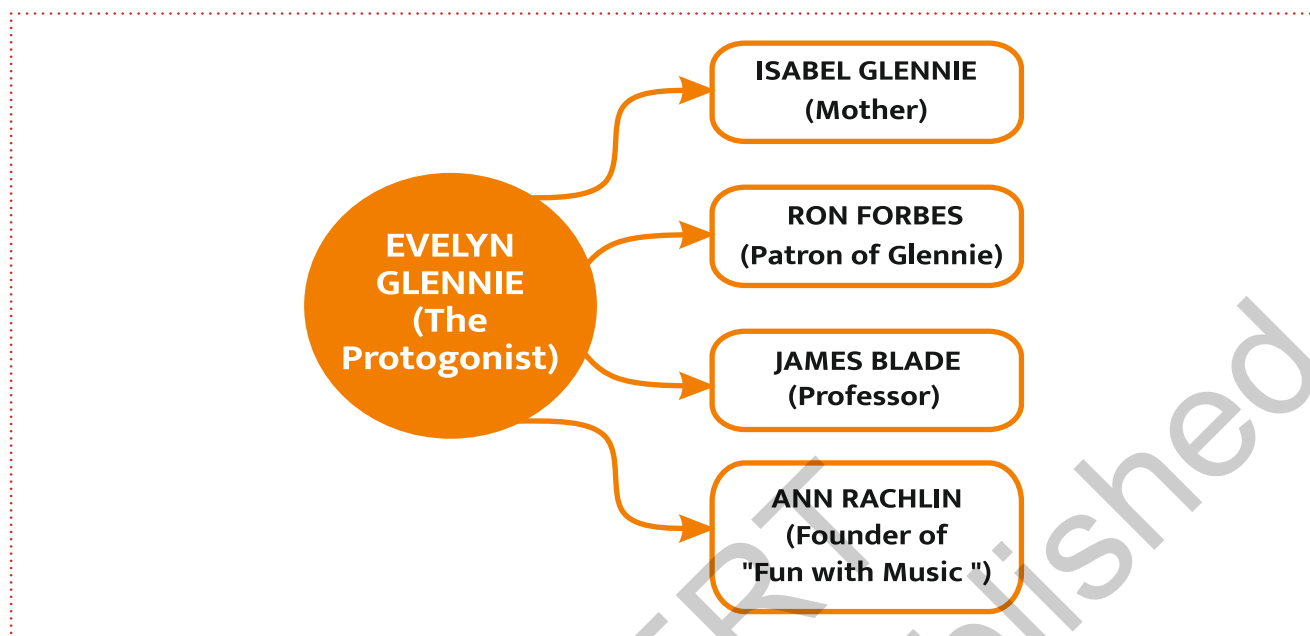 ISABEL GLENNIE
(Mother)
RON FORBES
(Patron of Glennie)
EVELYN
GLENNIE
(The
Protogonist)
JAMES BLADE
(Professor)
ANN RACHLIN
(Founder of
"Fun with Music ")